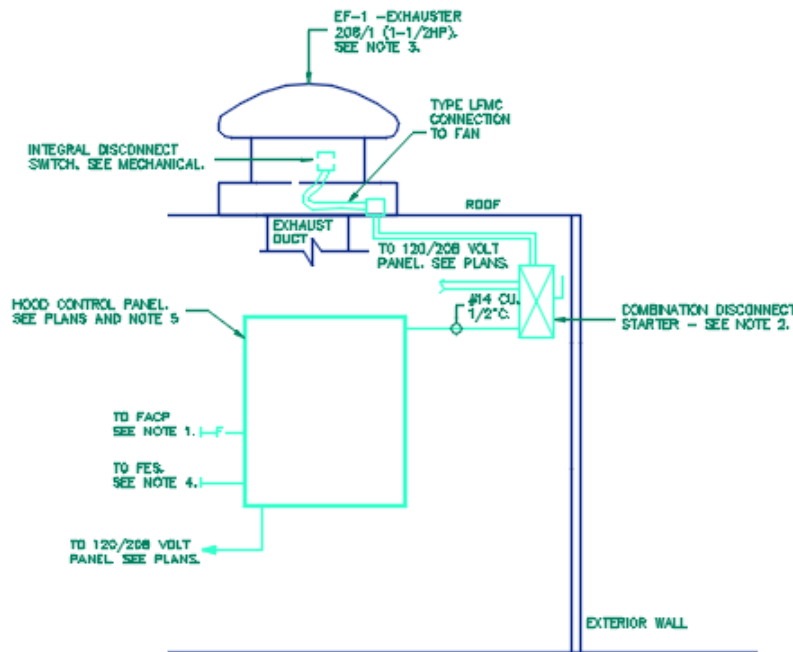 EF-1 -EXHAUSTER
208/1 (1-1/2HP).
SEE NOTE 3.
TYPE LFMC
CONNECTION
TO FAN
INTEGRAL DISCONNECT
SWITCH. SEE MECHANICAL.
ROOF
EXHAUST
DUCT
TO 120/208 VOLT
PANEL. SEE PLANS.
HOOD CONTROL PANEL.
SEE PLANS AND NOTE 5
#14 CU.
1/2"C.
COMBINATION DISCONNECT
STARTER - SEE NOTE 2.
TO FACP
SEE NOTE 1.
F
TO FES.
SEE NOTE 4.
TO 120/208 VOLT
PANEL. SEE PLANS.
EXTERIOR WALL